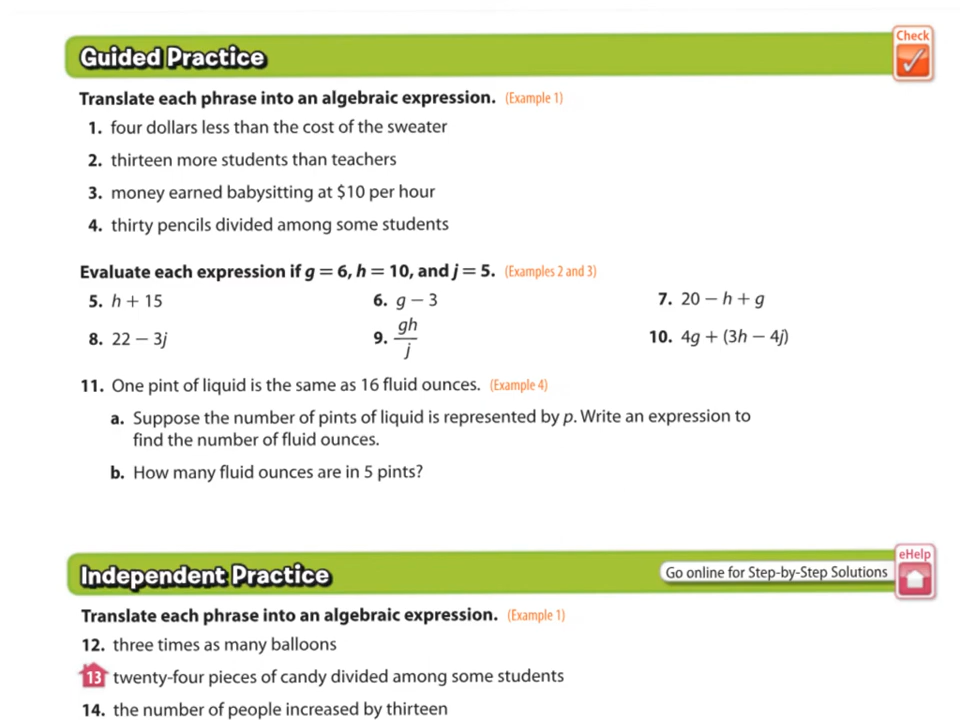 Guided Practice
Check
Translate each phrase into an algebraic expression. (Example 1)
1. four dollars less than the cost of the sweater
2. thirteen more students than teachers
3. money earned babysitting at $10 per hour
4. thirty pencils divided among some students
Evaluate each expression if g = 6, h = 10, and j = 5. (Examples 2 and 3)
5. h + 15
6. g − 3
7. 20 − h + g
8. 22 − 3j
9. gh/j
10. 4g + (3h − 4j)
11. One pint of liquid is the same as 16 fluid ounces. (Example 4)
a. Suppose the number of pints of liquid is represented by p. Write an expression to
find the number of fluid ounces.
b. How many fluid ounces are in 5 pints?
Independent Practice
Go online for Step-by-Step Solutions
eHelp
Translate each phrase into an algebraic expression. (Example 1)
12. three times as many balloons
13 twenty-four pieces of candy divided among some students
14. the number of people increased by thirteen